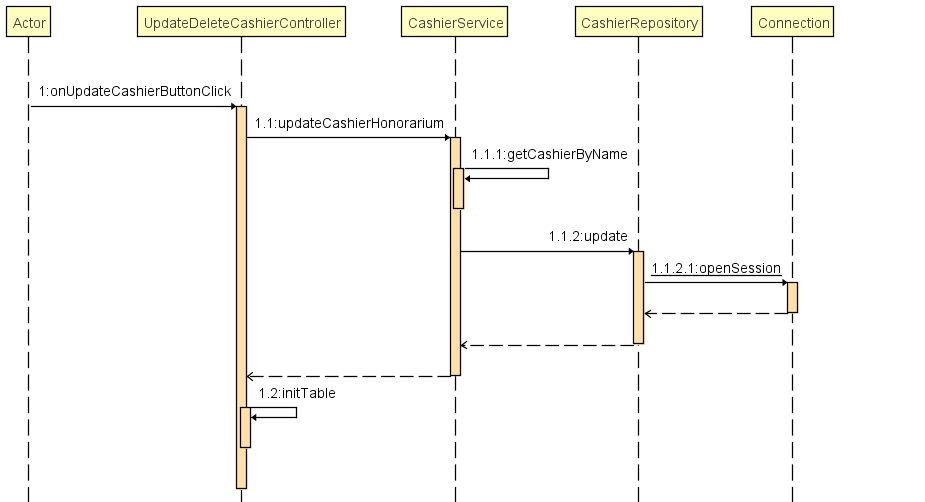 Actor
UpdateDeleteCashierController
CashierService
CashierRepository
Connection
1:onUpdateCashierButtonClick
1.1:updateCashierHonorarium
1.1.1:getCashierByName
1.1.2:update
1.1.2.1:openSession
1.2:initTable